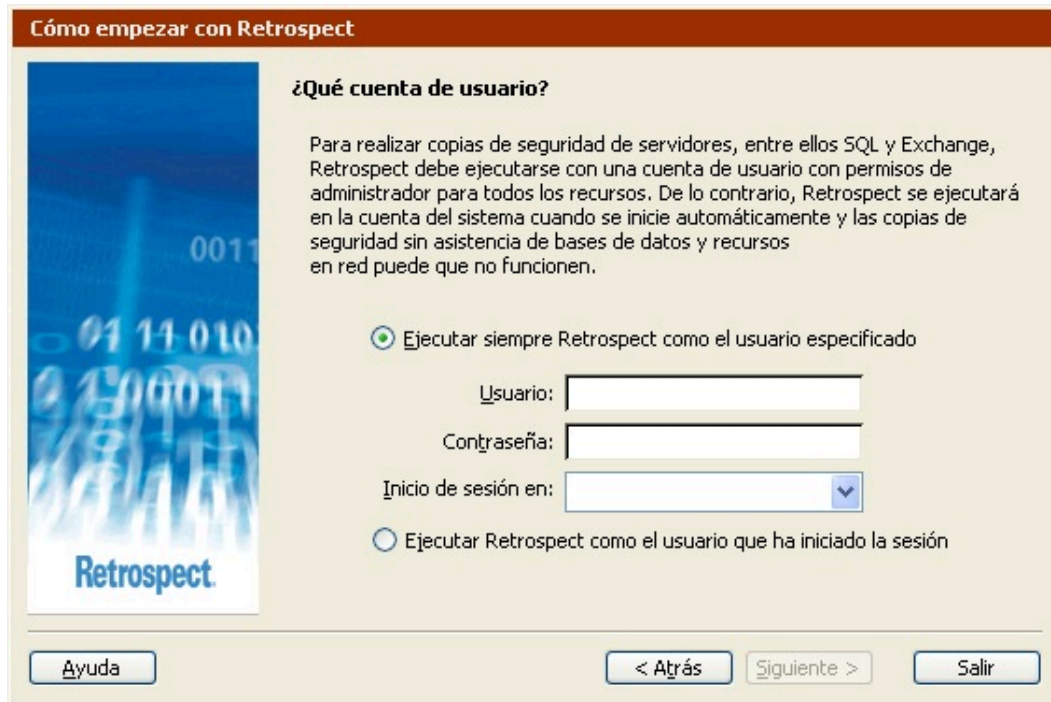 Cómo empezar con Retrospect
¿Qué cuenta de usuario?
Para realizar copias de seguridad de servidores, entre ellos SQL y Exchange,
Retrospect debe ejecutarse con una cuenta de usuario con permisos de
administrador para todos los recursos. De lo contrario, Retrospect se ejecutará
en la cuenta del sistema cuando se inicie automáticamente y las copias de
seguridad sin asistencia de bases de datos y recursos
en red puede que no funcionen.
0011
01 11 010
Ejecutar siempre Retrospect como el usuario especificado
Usuario:
Contraseña:
Inicio de sesión en:
Ejecutar Retrospect como el usuario que ha iniciado la sesión
Retrospect.
Ayuda
< Atrás
Siguiente >
Salir